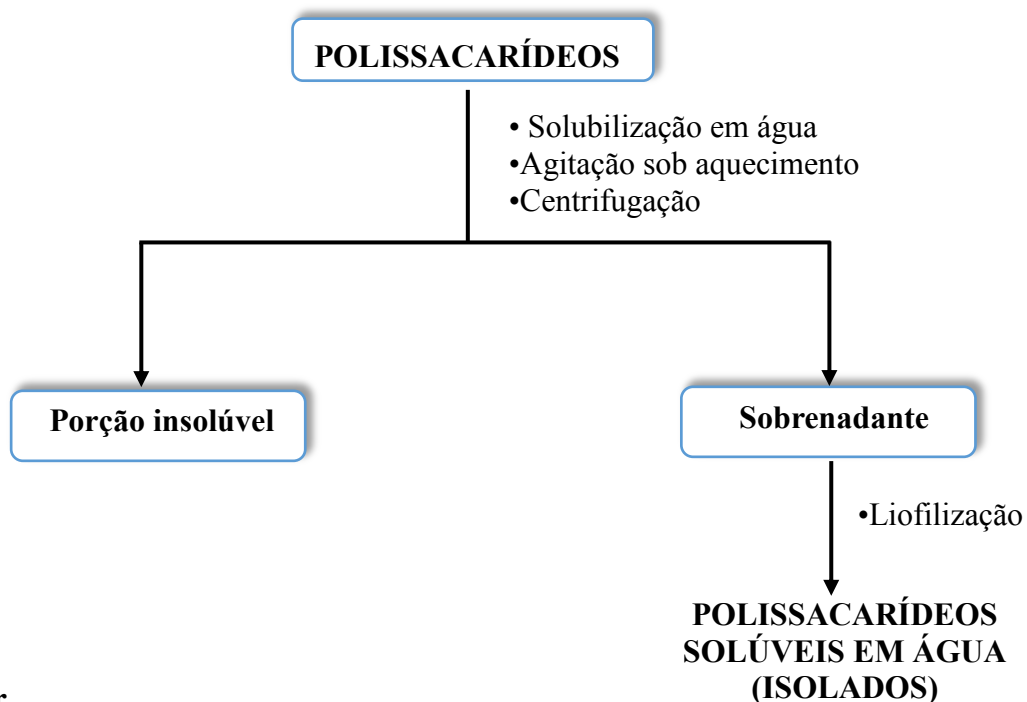 POLISSACARÍDEOS
• Solubilização em água
•Agitação sob aquecimento
•Centrifugação
Porção insolúvel
Sobrenadante
•Liofilização
POLISSACARÍDEOS
SOLÚVEIS EM ÁGUA
(ISOLADOS)